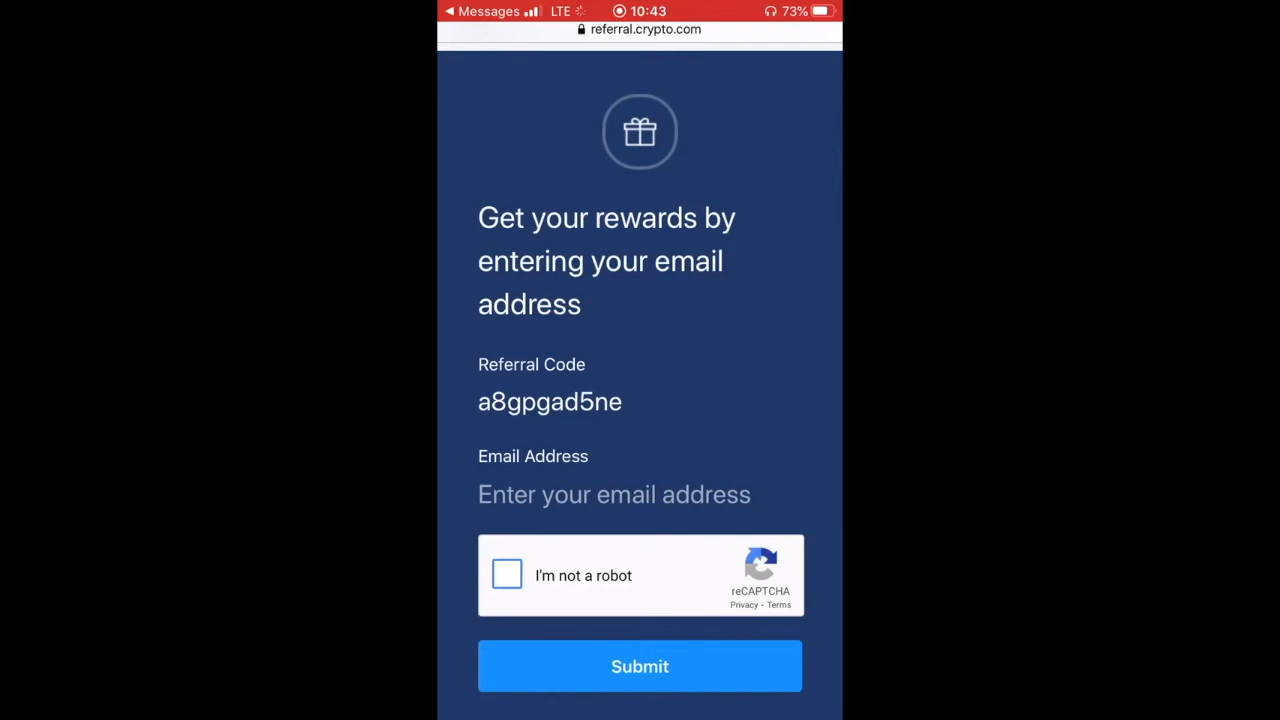 Messages LTE 10:43 73%
referral.crypto.com
Get your rewards by
entering your email
address
Referral Code
a8gpgad5ne
Email Address
Enter your email address
I'm not a robot
reCAPTCHA
Privacy - Terms
Submit